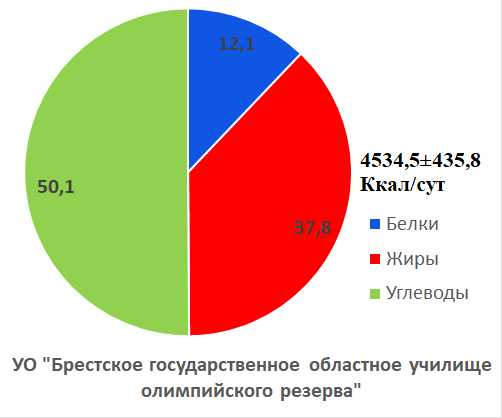 12,1
4534,5±435,8
Ккал/сут
50,1
Белки
37,8
Жиры
Углеводы
УО "Брестское государственное областное училище
олимпийского резерва"